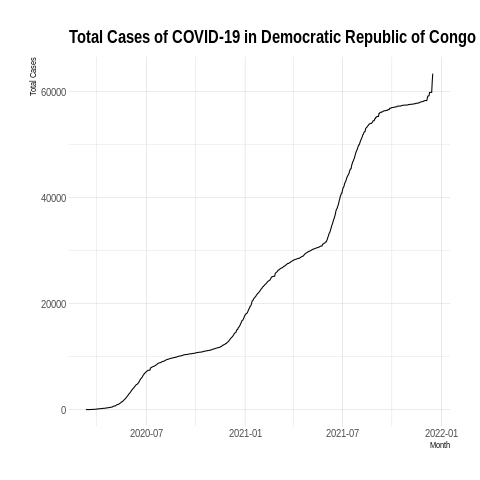 Total Cases of COVID-19 in Democratic Republic of Congo
Total Cases
60000
40000
20000
0
2020-07 2021-01 2021-07 2022-01
Month